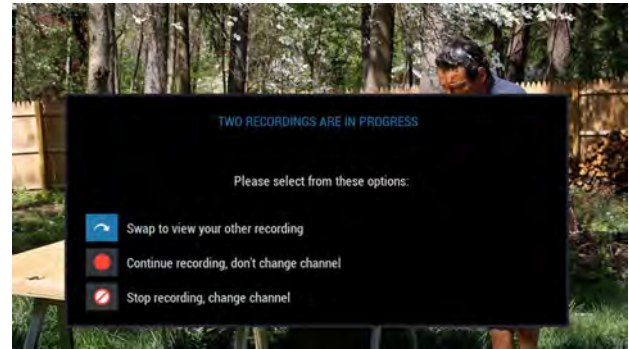 TWO RECORDINGS ARE IN PROGRESS
Please select from these options:
Swap to view your other recording
Continue recording, don't change channel
Stop recording, change channel